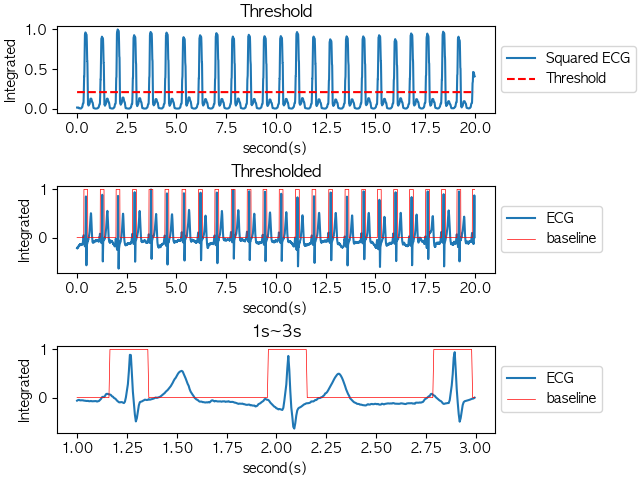 Threshold
1.0
0.5
0.0
Integrated
0.0 2.5 5.0 7.5 10.0 12.5 15.0 17.5 20.0
second(s)
Squared ECG
Threshold
Thresholded
1
0
Integrated
0.0 2.5 5.0 7.5 10.0 12.5 15.0 17.5 20.0
second(s)
ECG
baseline
1s~3s
1
0
Integrated
1.00 1.25 1.50 1.75 2.00 2.25 2.50 2.75 3.00
second(s)
ECG
baseline